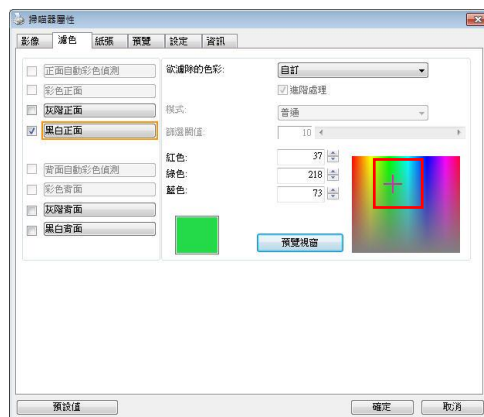 掃瞄器屬性
影像 濾色 紙張 預覽 設定 資訊
正面自動彩色偵測
彩色正面
灰階正面
黑白正面
背面自動彩色偵測
彩色背面
灰階背面
黑白背面
欲濾除的色彩: 自訂
進階處理
模式: 普通
篩選閥值: 10
紅色: 37
綠色: 218
藍色: 73
預覽視窗
預設值 確定 取消